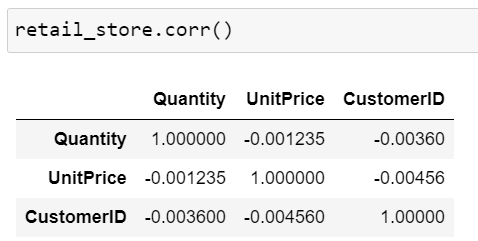 retail_store.corr()
Quantity UnitPrice CustomerID
Quantity 1.000000 -0.001235 -0.00360
UnitPrice -0.001235 1.000000 -0.00456
CustomerID -0.003600 -0.004560 1.00000